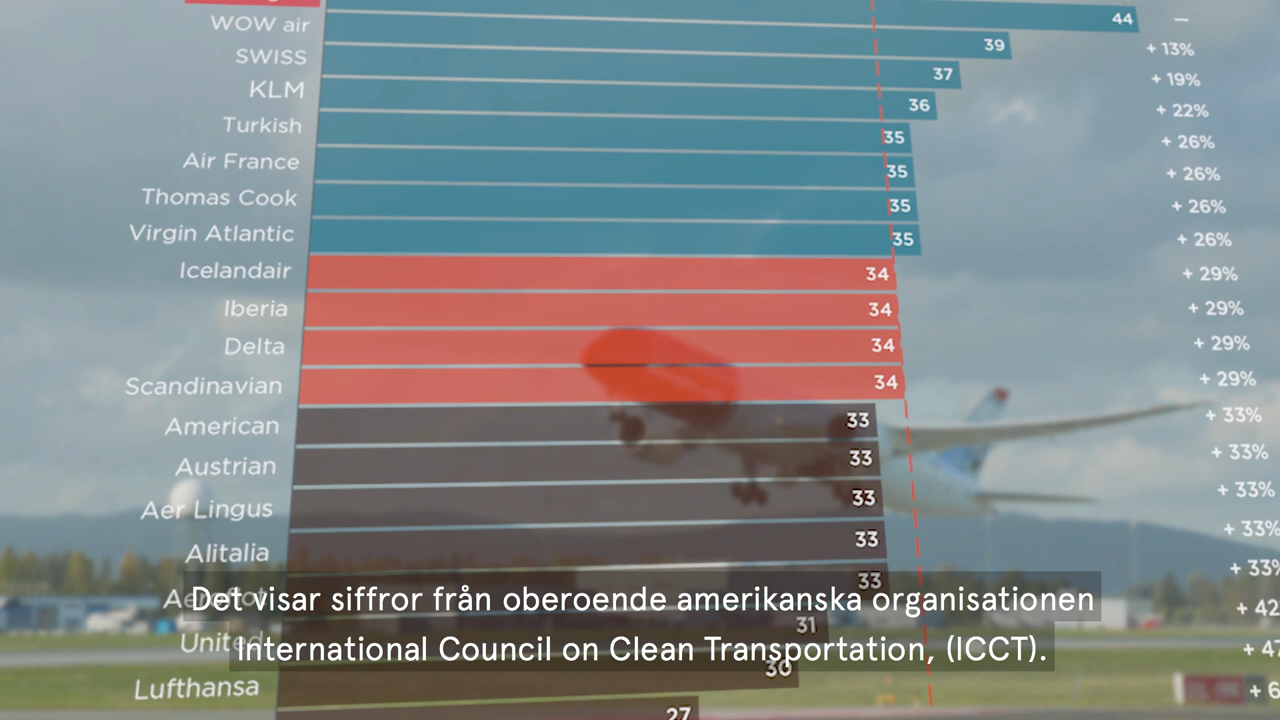 44 —
WOW air 39 + 13%
SWISS 37 + 19%
KLM 36 + 22%
Turkish 35 + 26%
Air France 35 + 26%
Thomas Cook 35 + 26%
Virgin Atlantic 35 + 26%
Icelandair 34 + 29%
Iberia 34 + 29%
Delta 34 + 29%
Scandinavian 34 + 29%
American 33 + 33%
Austrian 33 + 33%
Aer Lingus 33 + 33%
Alitalia 33 + 33%
33 + 33%
Det visar siffror från oberoende amerikanska organisationen
United 31 + 42
International Council on Clean Transportation, (ICCT).
Lufthansa 30 + 47
27